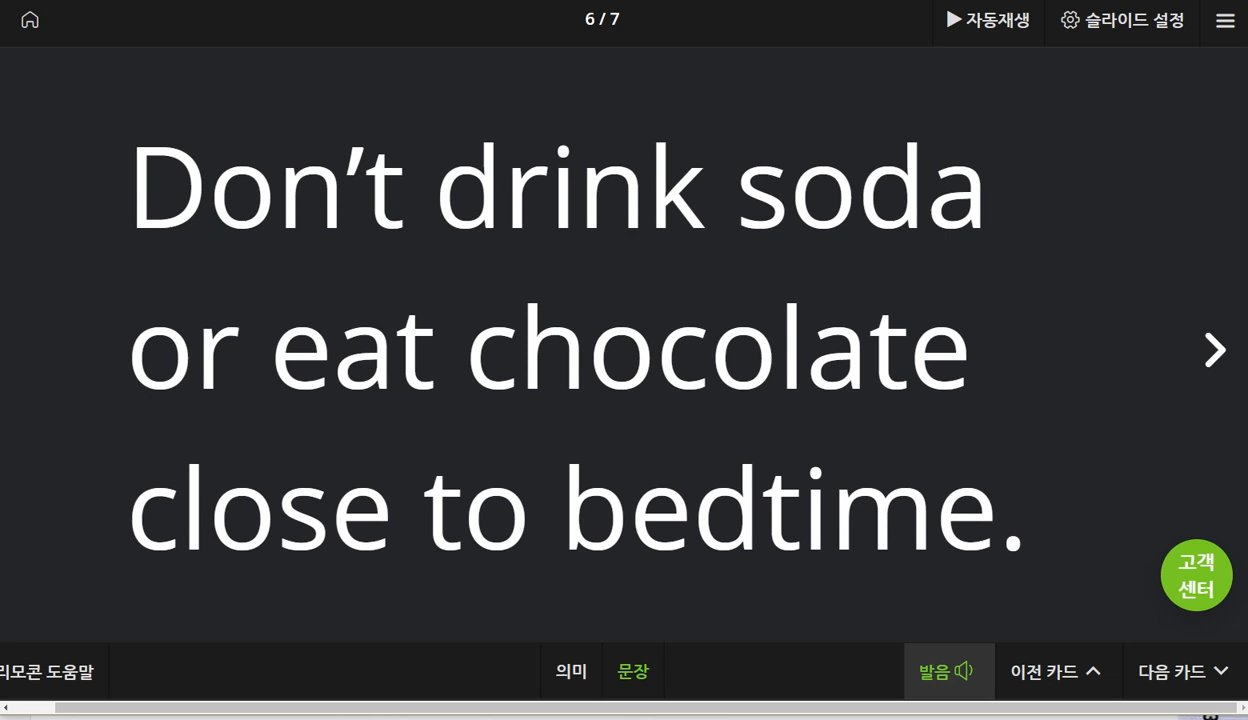 6 / 7
자동재생
슬라이드 설정
Don’t drink soda
or eat chocolate
close to bedtime.
고객
센터
리모콘 도움말
의미
문장
발음
이전 카드
다음 카드